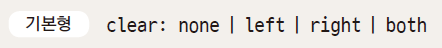 기본형 clear: none | left | right | both